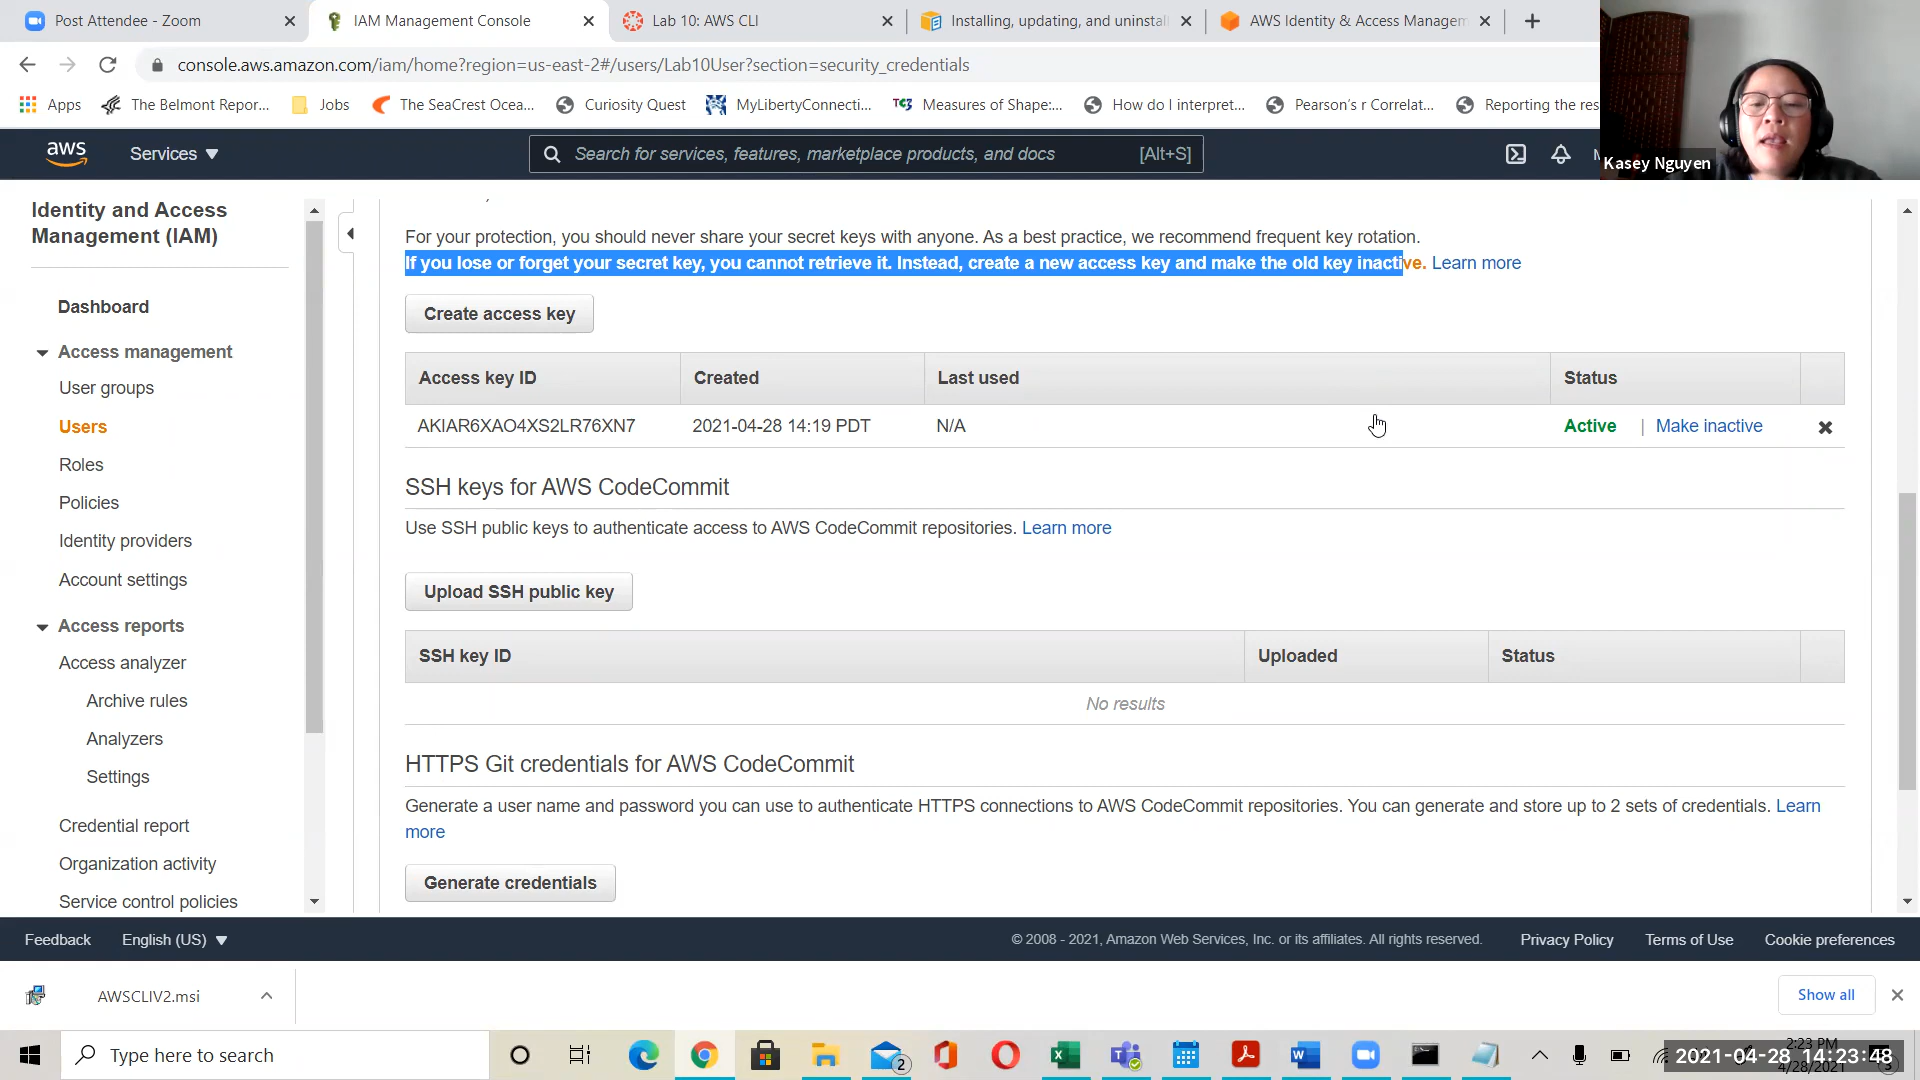 Post Attendee - Zoom
IAM Management Console
Lab 10: AWS CLI
Installing, updating, and uninstal
AWS Identity & Access Managem
console.aws.amazon.com/iam/home?region=us-east-2#/users/Lab10User?section=security_credentials
Apps
The Belmont Repor...
Jobs
The SeaCrest Ocea...
Curiosity Quest
MyLibertyConnecti...
Measures of Shape:...
How do I interpret...
Pearson's r Correlat...
Reporting the res
Kasey Nguyen
aws
Services
Search for services, features, marketplace products, and docs
[Alt+S]
Identity and Access
Management (IAM)
Dashboard
Access management
User groups
Users
Roles
Policies
Identity providers
Account settings
Access reports
Access analyzer
Archive rules
Analyzers
Settings
Credential report
Organization activity
Service control policies
For your protection, you should never share your secret keys with anyone. As a best practice, we recommend frequent key rotation.
If you lose or forget your secret key, you cannot retrieve it. Instead, create a new access key and make the old key inactive. Learn more
Create access key
Access key ID
Created
Last used
Status
AKIAR6XAO4XS2LR76XN7
2021-04-28 14:19 PDT
N/A
Active
| Make inactive
SSH keys for AWS CodeCommit
Use SSH public keys to authenticate access to AWS CodeCommit repositories. Learn more
Upload SSH public key
SSH key ID
Uploaded
Status
No results
HTTPS Git credentials for AWS CodeCommit
Generate a user name and password you can use to authenticate HTTPS connections to AWS CodeCommit repositories. You can generate and store up to 2 sets of credentials. Learn
more
Generate credentials
Feedback
English (US)
© 2008 - 2021, Amazon Web Services, Inc. or its affiliates. All rights reserved.
Privacy Policy
Terms of Use
Cookie preferences
AWSCLIV2.msi
Show all
Type here to search
2
2:23 PM
4/28/2021
2021-04-28 14:23:48